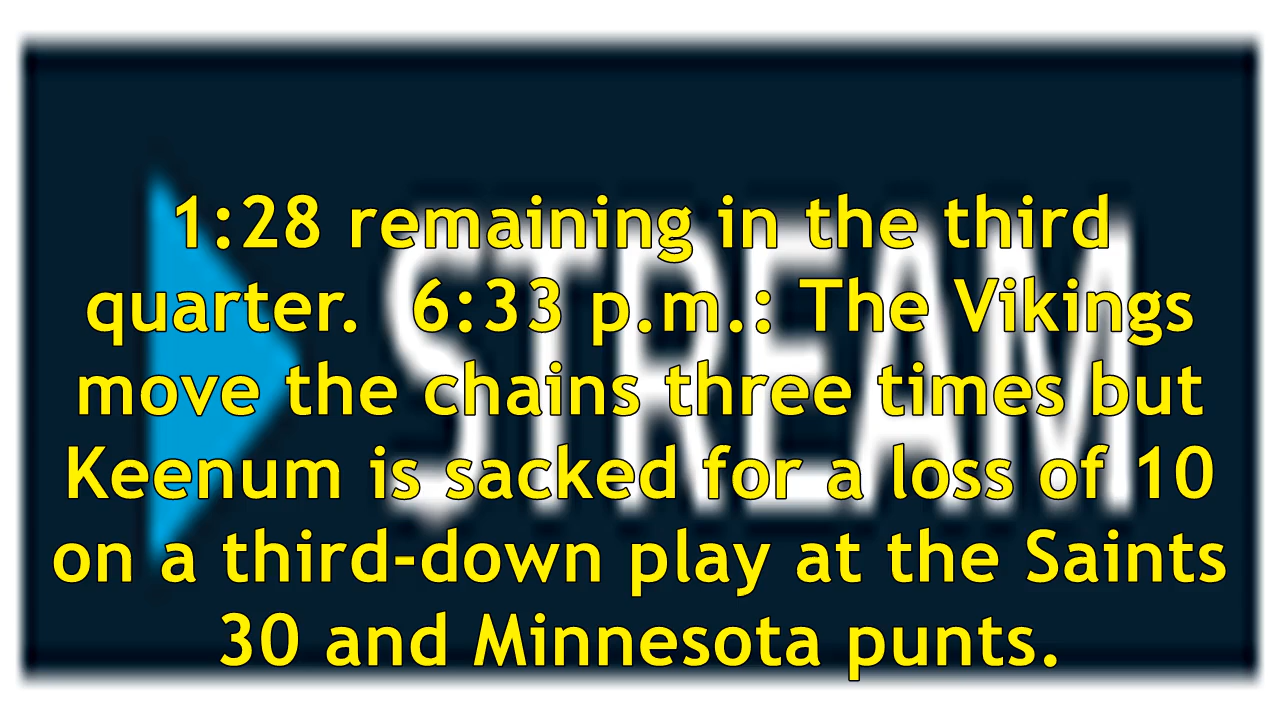 STREAM
1:28 remaining in the third
quarter.  6:33 p.m.: The Vikings
move the chains three times but
Keenum is sacked for a loss of 10
on a third-down play at the Saints
30 and Minnesota punts.